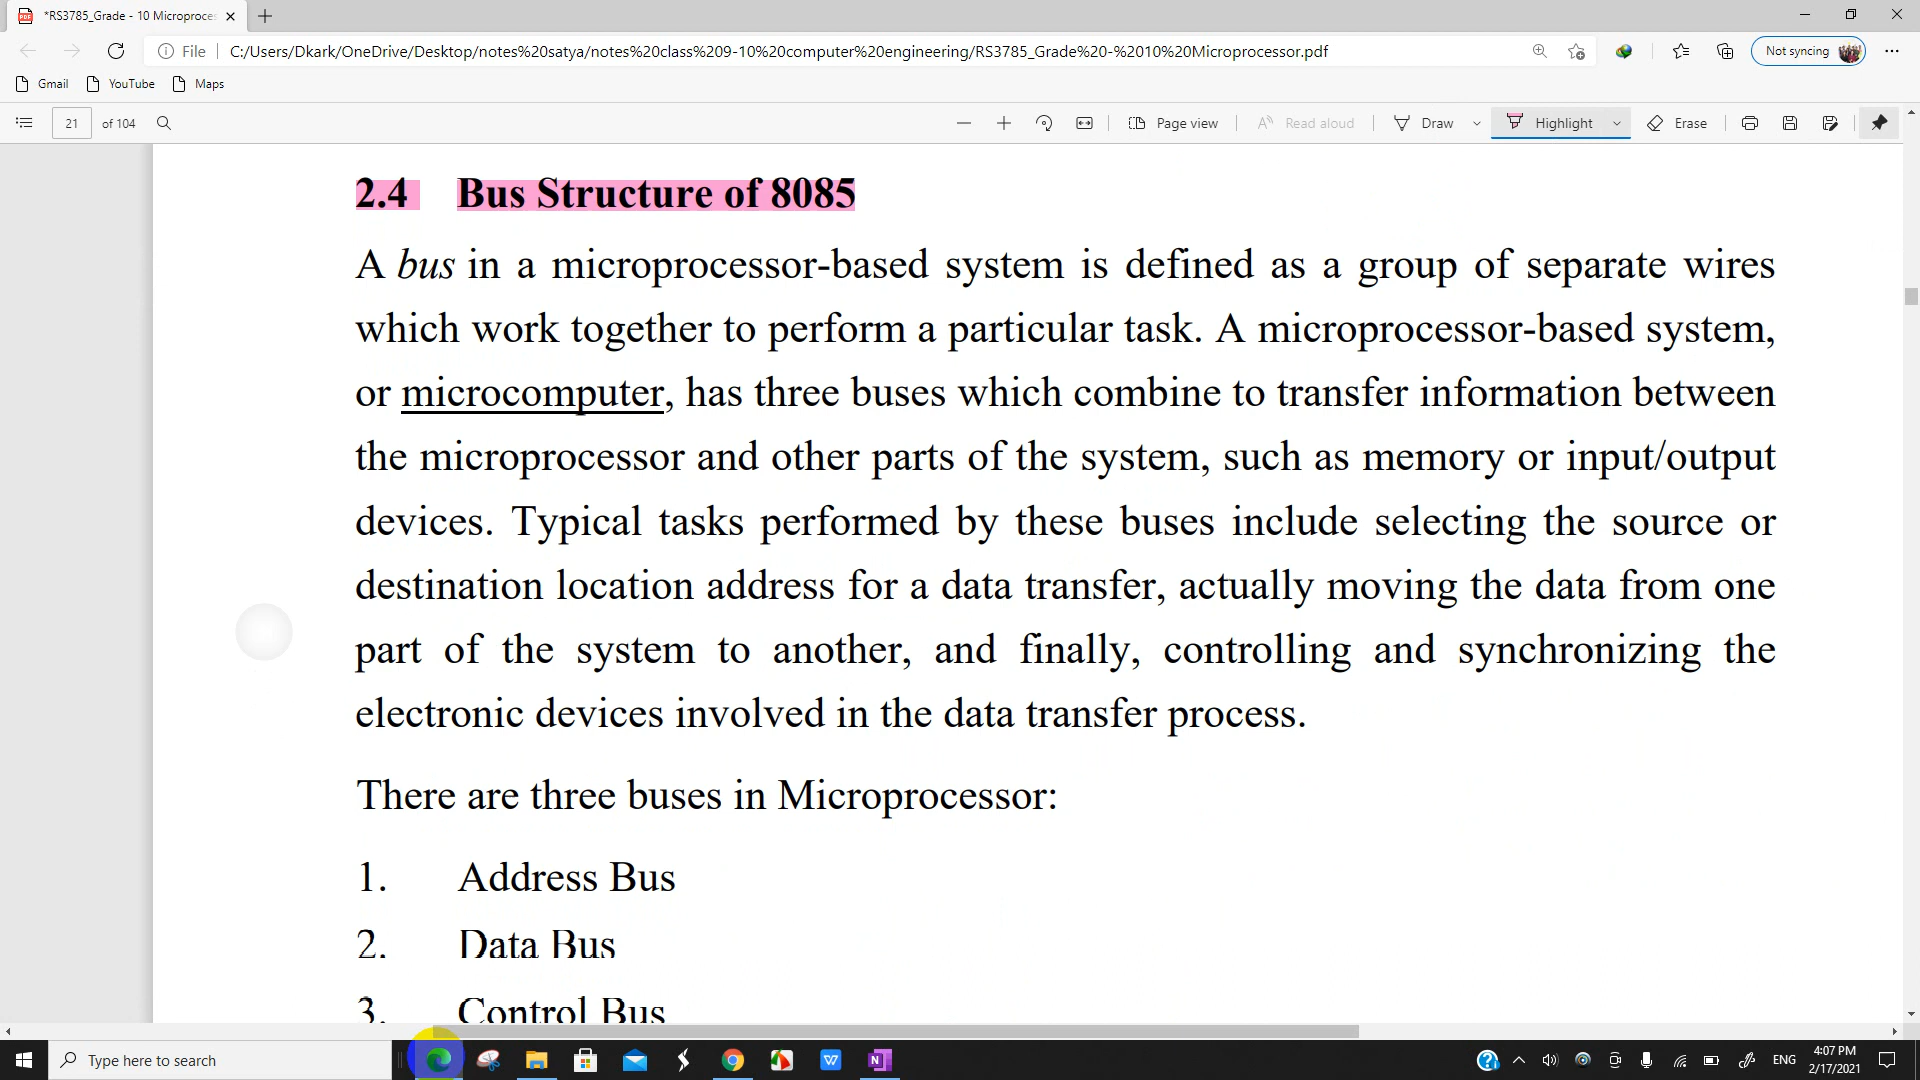 *RS3785_Grade - 10 Microproces
File
C:/Users/Dkark/OneDrive/Desktop/notes%20satya/notes%20class%209-10%20computer%20engineering/RS3785_Grade%20-%2010%20Microprocessor.pdf
Not syncing
Gmail
YouTube
Maps
21 of 104
Page view
Read aloud
Draw
Highlight
Erase
2.4 Bus Structure of 8085
A bus in a microprocessor-based system is defined as a group of separate wires
which work together to perform a particular task. A microprocessor-based system,
or microcomputer, has three buses which combine to transfer information between
the microprocessor and other parts of the system, such as memory or input/output
devices. Typical tasks performed by these buses include selecting the source or
destination location address for a data transfer, actually moving the data from one
part of the system to another, and finally, controlling and synchronizing the
electronic devices involved in the data transfer process.
There are three buses in Microprocessor:
1. Address Bus
2. Data Bus
3. Control Bus
Type here to search
ENG
4:07 PM
2/17/2021